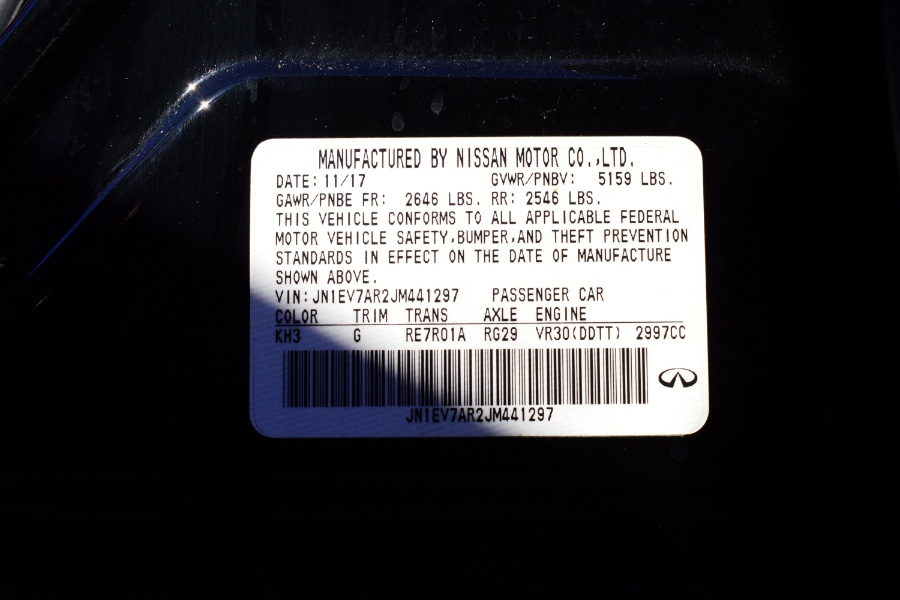 MANUFACTURED BY NISSAN MOTOR CO.,LTD.
DATE: 11/17 GVWR/PNBV: 5159 LBS.
GAWR/PNBE FR: 2646 LBS. RR: 2546 LBS.
THIS VEHICLE CONFORMS TO ALL APPLICABLE FEDERAL
MOTOR VEHICLE SAFETY,BUMPER,AND THEFT PREVENTION
STANDARDS IN EFFECT ON THE DATE OF MANUFACTURE
SHOWN ABOVE.
VIN: JN1EV7AR2JM441297 PASSENGER CAR
COLOR TRIM TRANS AXLE ENGINE
KH3 G RE7R01A RG29 VR30(DDTT) 2997CC
JN1EV7AR2JM441297